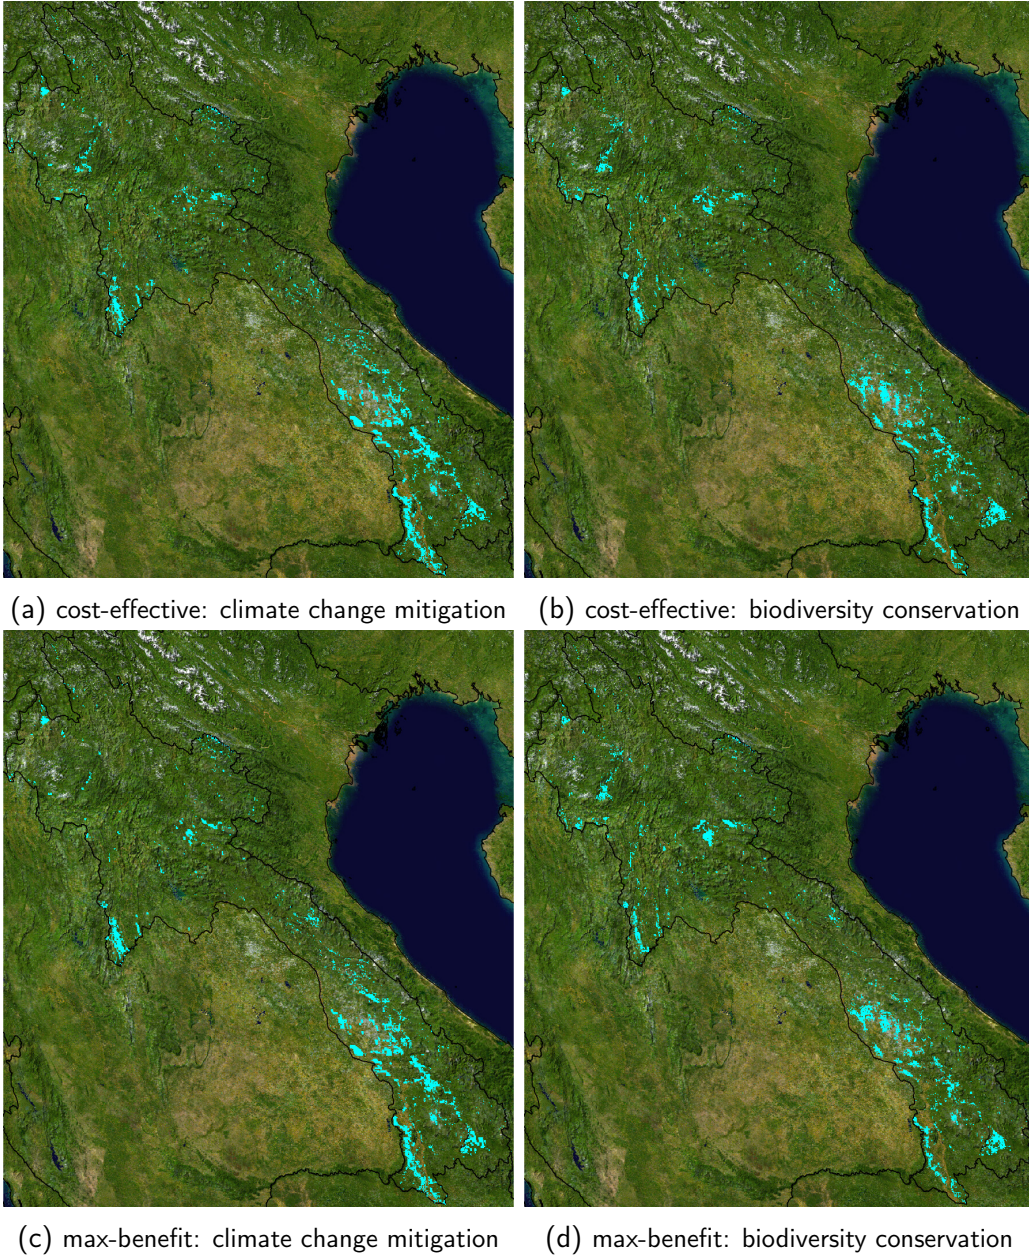 (a) cost-effective: climate change mitigation
(b) cost-effective: biodiversity conservation
(c) max-benefit: climate change mitigation
(d) max-benefit: biodiversity conservation